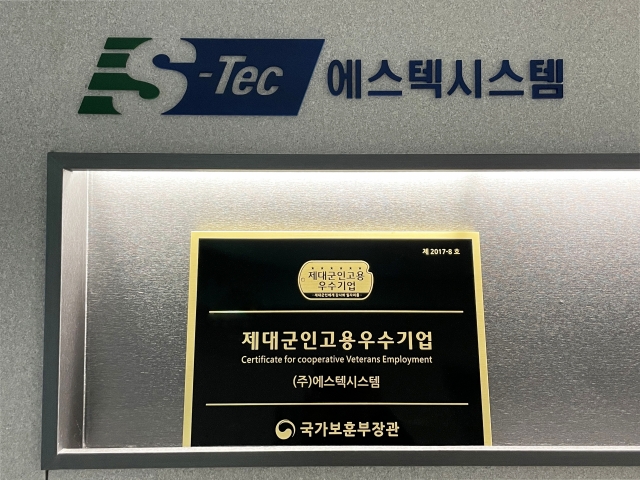 S-Tec 에스텍시스템
제 2017-8 호
제대군인고용
우수기업
제대군인고용우수기업
Certificate for cooperative Veterans Employment
(주)에스텍시스템
국가보훈부장관